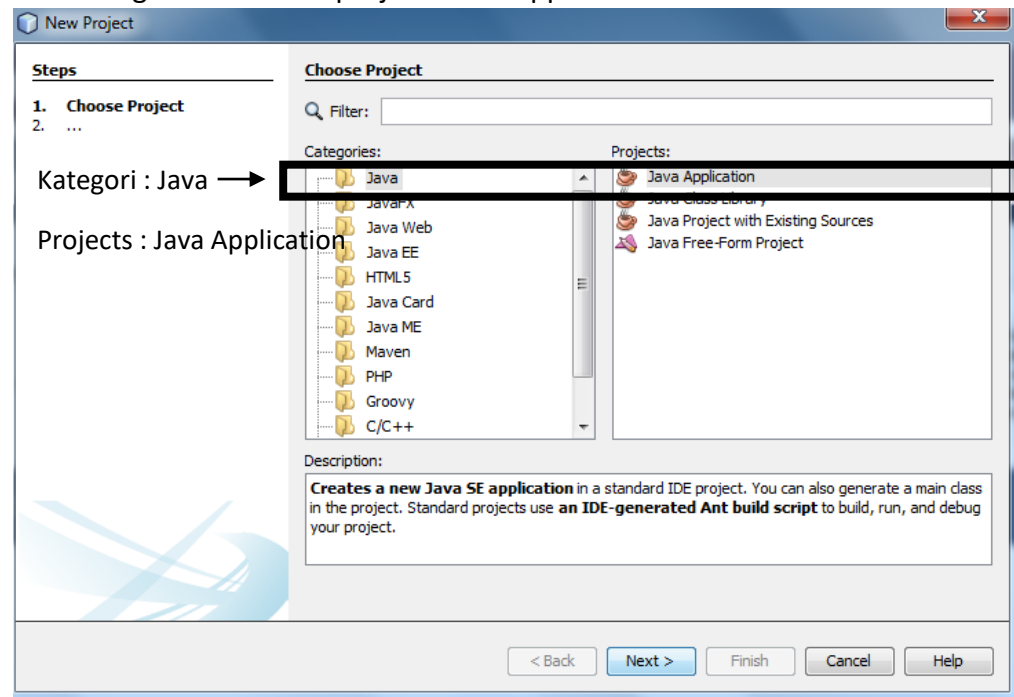 New Project
Steps
1. Choose Project
2. ...
Choose Project
Filter:
Categories:
Projects:
Kategori : Java
Projects : Java Application
Java
JavaFX
Java Web
Java EE
HTML5
Java Card
Java ME
Maven
PHP
Groovy
C/C++
Java Application
Java Class Library
Java Project with Existing Sources
Java Free-Form Project
Description:
Creates a new Java SE application in a standard IDE project. You can also generate a main class
in the project. Standard projects use an IDE-generated Ant build script to build, run, and debug
your project.
< Back
Next >
Finish
Cancel
Help